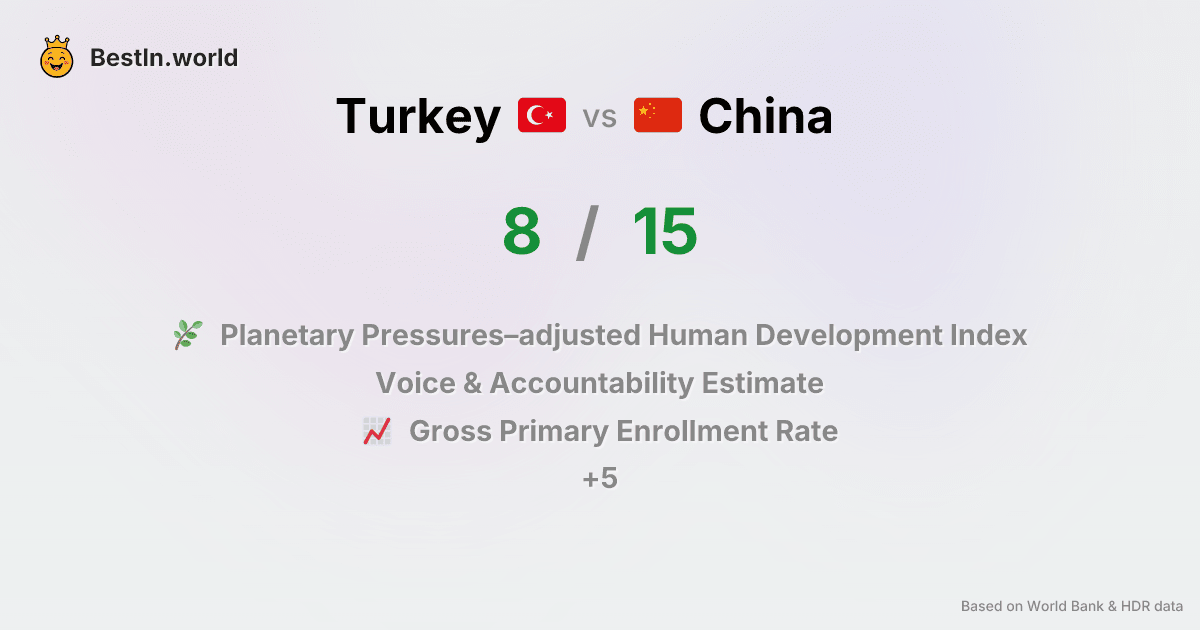 BestIn.world
Turkey vs China
8 / 15
Planetary Pressures–adjusted Human Development Index
Voice & Accountability Estimate
Gross Primary Enrollment Rate
+5
Based on World Bank & HDR data